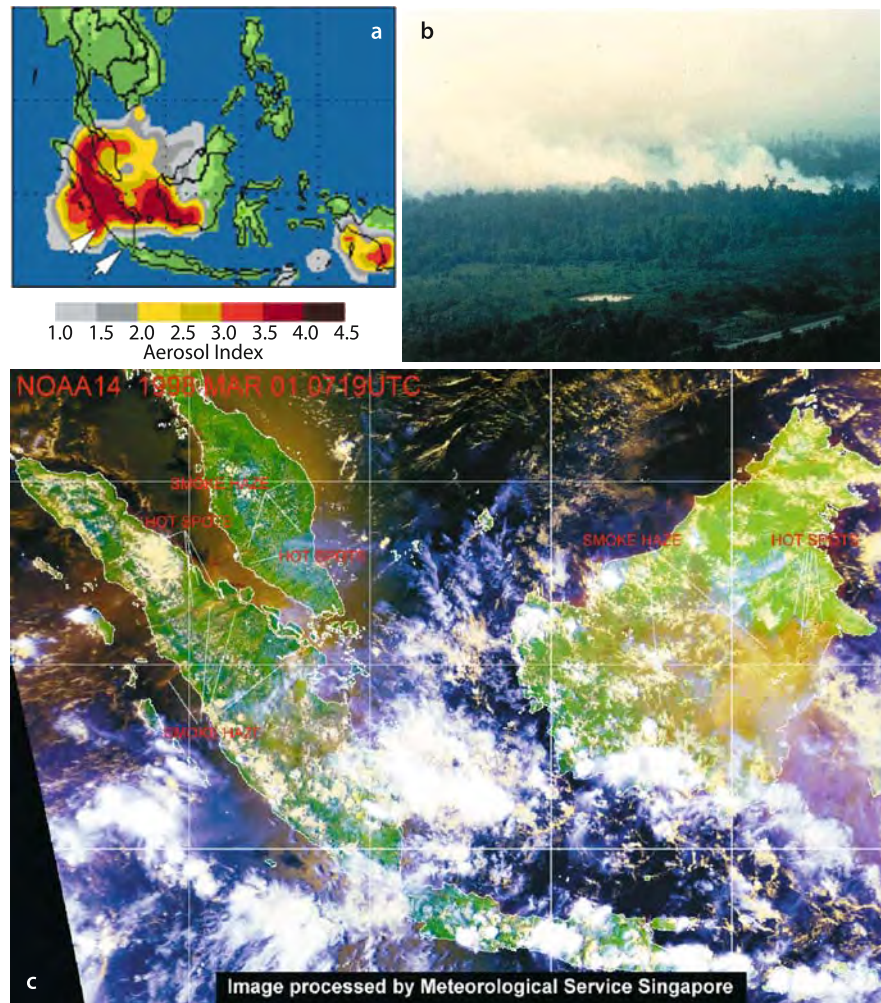 a
b
1.0 1.5 2.0 2.5 3.0 3.5 4.0 4.5
Aerosol Index
NOAA14 1998 MAR 01 0719UTC
SMOKE HAZE
HOT SPOTS
HOT SPOTS
SMOKE HAZE
HOT SPOTS
SMOKE HAZE
c
Image processed by Meteorological Service Singapore